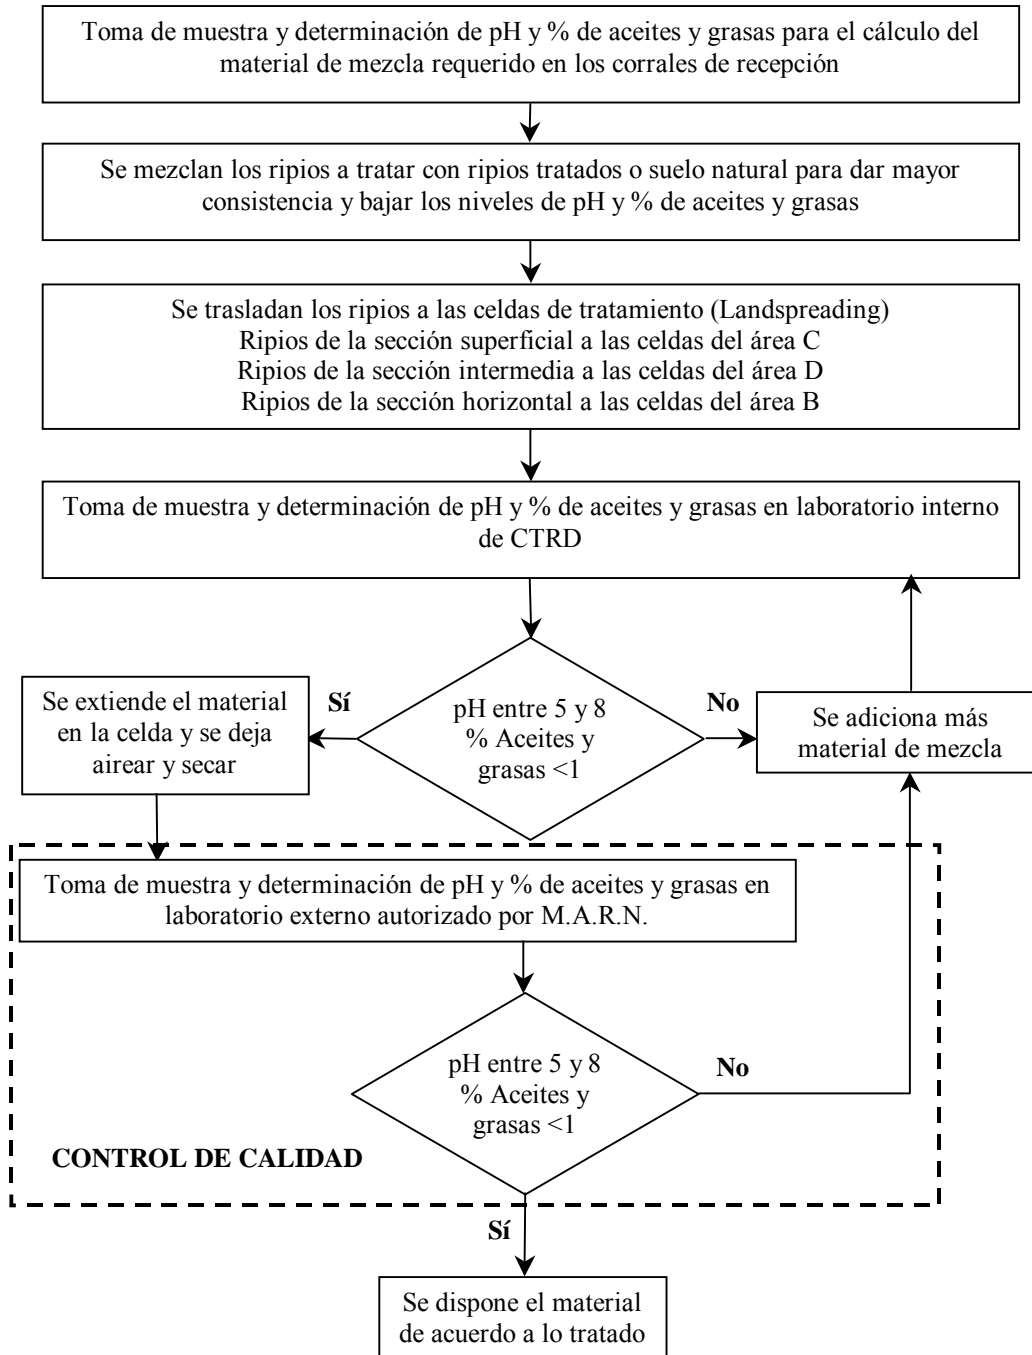 Toma de muestra y determinación de pH y % de aceites y grasas para el cálculo del
material de mezcla requerido en los corrales de recepción
Se mezclan los ripios a tratar con ripios tratados o suelo natural para dar mayor
consistencia y bajar los niveles de pH y % de aceites y grasas
Se trasladan los ripios a las celdas de tratamiento (Landspreading)
Ripios de la sección superficial a las celdas del área C
Ripios de la sección intermedia a las celdas del área D
Ripios de la sección horizontal a las celdas del área B
Toma de muestra y determinación de pH y % de aceites y grasas en laboratorio interno
de CTRD
pH entre 5 y 8
% Aceites y
grasas <1
Sí
No
Se extiende el material
en la celda y se deja
airear y secar
Se adiciona más
material de mezcla
Toma de muestra y determinación de pH y % de aceites y grasas en
laboratorio externo autorizado por M.A.R.N.
pH entre 5 y 8
% Aceites y
grasas <1
No
CONTROL DE CALIDAD
Sí
Se dispone el material
de acuerdo a lo tratado